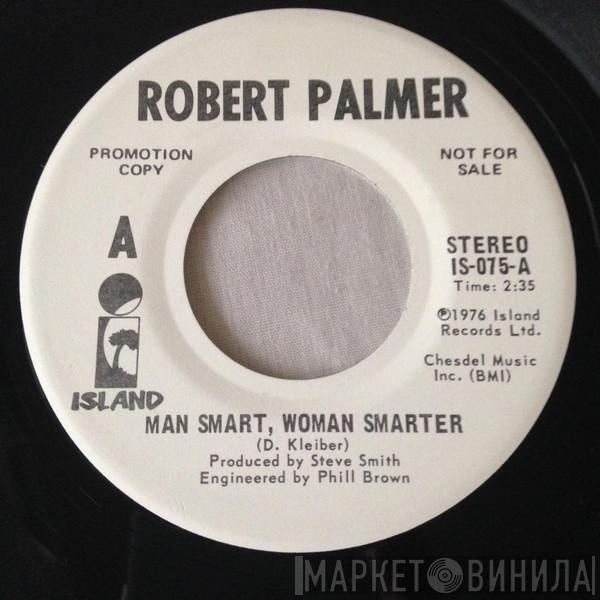 ROBERT PALMER
PROMOTION
COPY
NOT FOR
SALE
A
STEREO
IS-075-A
Time: 2:35
℗1976 Island
Records Ltd.
Chesdel Music
Inc. (BMI)
ISLAND
MAN SMART, WOMAN SMARTER
(D. Kleiber)
Produced by Steve Smith
Engineered by Phill Brown
МАРКЕТ ВИНИЛА